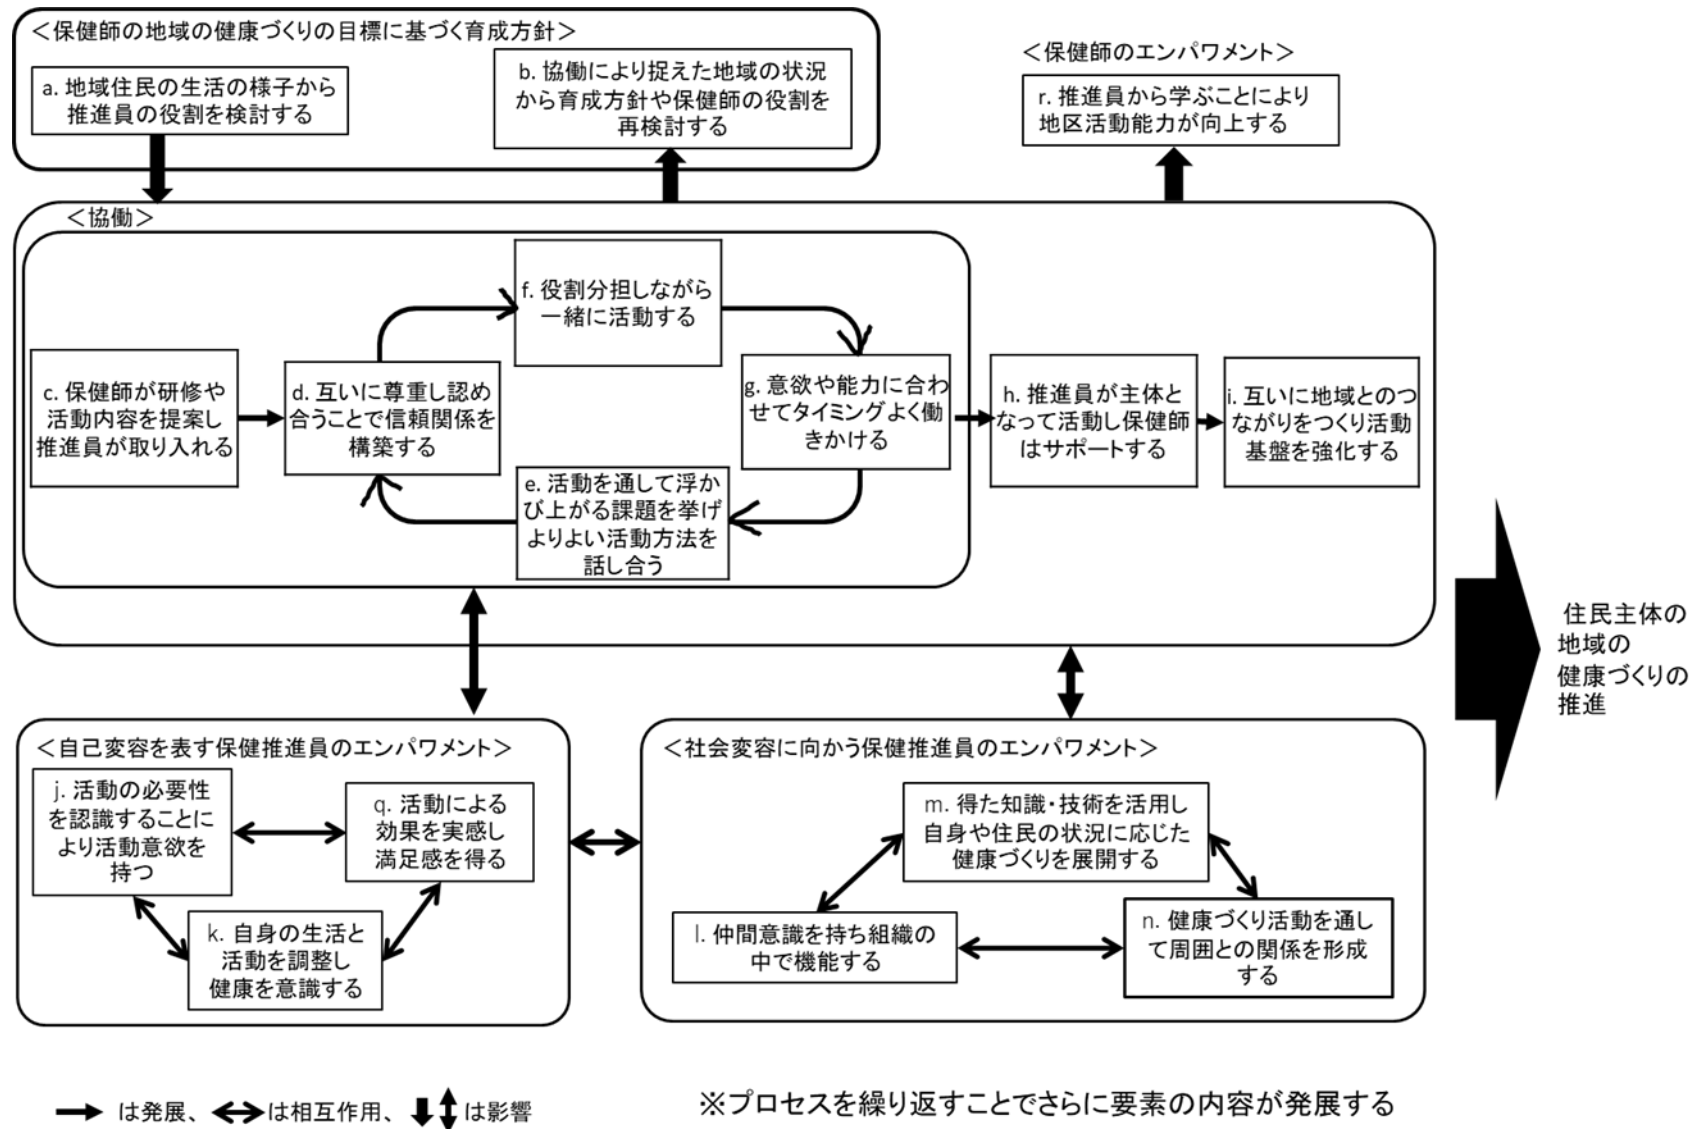 ＜保健師の地域の健康づくりの目標に基づく育成方針＞
a. 地域住民の生活の様子から
推進員の役割を検討する
b. 協働により捉えた地域の状況
から育成方針や保健師の役割を
再検討する
＜保健師のエンパワメント＞
r. 推進員から学ぶことにより
地区活動能力が向上する
＜協働＞
c. 保健師が研修や
活動内容を提案し
推進員が取り入れる
d. 互いに尊重し認め
合うことで信頼関係を
構築する
f. 役割分担しながら
一緒に活動する
g. 意欲や能力に合わ
せてタイミングよく働
きかける
e. 活動を通して浮か
び上がる課題を挙げ
よりよい活動方法を
話し合う
h. 推進員が主体と
なって活動し保健師
はサポートする
i. 互いに地域とのつ
ながりをつくり活動
基盤を強化する
住民主体の
地域の
健康づくりの
推進
＜自己変容を表す保健推進員のエンパワメント＞
j. 活動の必要性
を認識することに
より活動意欲を
持つ
q. 活動による
効果を実感し
満足感を得る
k. 自身の生活と
活動を調整し
健康を意識する
＜社会変容に向かう保健推進員のエンパワメント＞
m. 得た知識・技術を活用し
自身や住民の状況に応じた
健康づくりを展開する
l. 仲間意識を持ち組織の
中で機能する
n. 健康づくり活動を通し
て周囲との関係を形成
する
は発展、は相互作用、は影響
※プロセスを繰り返すことでさらに要素の内容が発展する